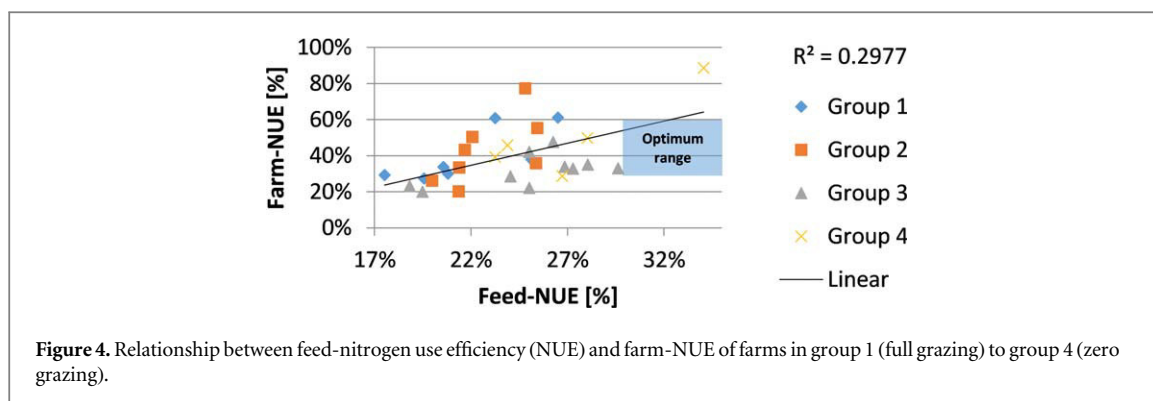 100%
80%
60%
40%
20%
0%
Farm-NUE [%]
17%
22%
27%
32%
Feed-NUE [%]
Optimum
range
R² = 0.2977
Group 1
Group 2
Group 3
Group 4
Linear
Figure 4. Relationship between feed-nitrogen use efficiency (NUE) and farm-NUE of farms in group 1 (full grazing) to group 4 (zero
grazing).